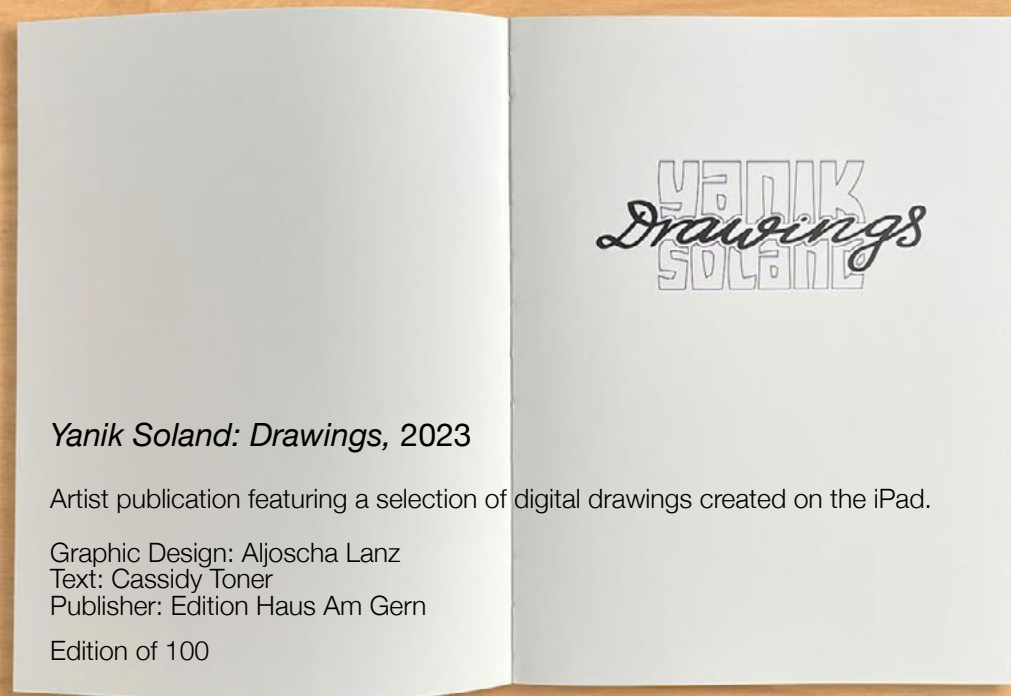 yanik
Drawings
soland
Yanik Soland: Drawings, 2023
Artist publication featuring a selection of digital drawings created on the iPad.
Graphic Design: Aljoscha Lanz
Text: Cassidy Toner
Publisher: Edition Haus Am Gern
Edition of 100